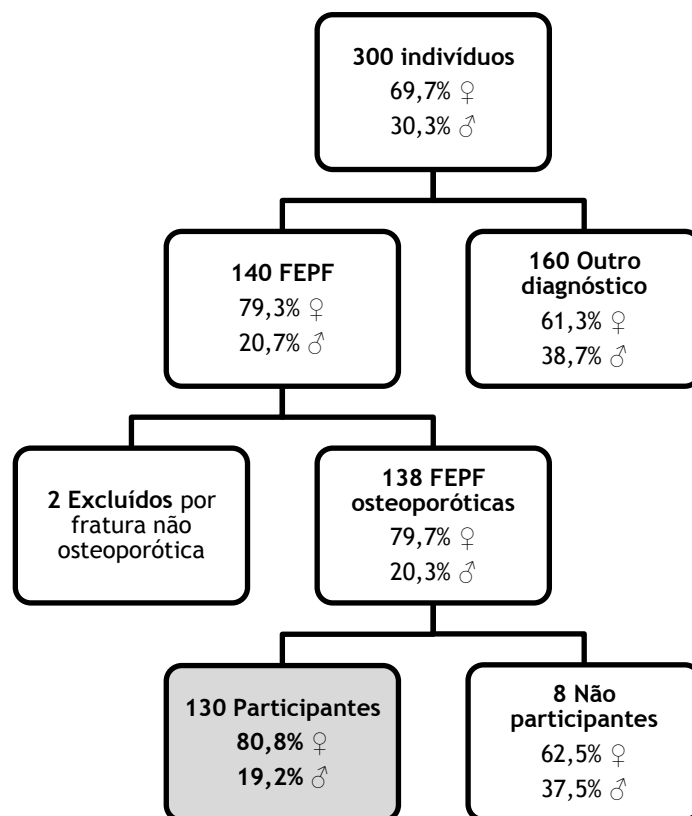 300 indivíduos
69,7% ♀
30,3% ♂
140 FEPF
79,3% ♀
20,7% ♂
160 Outro
diagnóstico
61,3% ♀
38,7% ♂
2 Excluídos por
fratura não
osteoporótica
138 FEPF
osteoporóticas
79,7% ♀
20,3% ♂
130 Participantes
80,8% ♀
19,2% ♂
8 Não
participantes
62,5% ♀
37,5% ♂